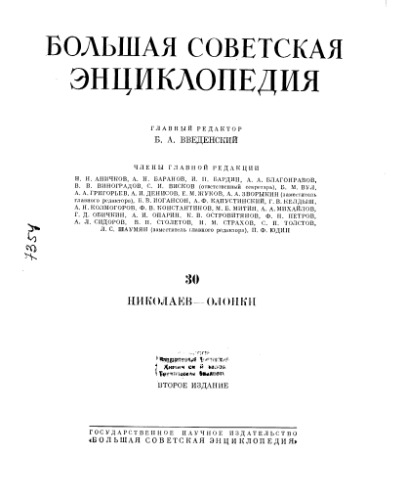 БОЛЬШАЯ СОВЕТСКАЯ
ЭНЦИКЛОПЕДИЯ
ГЛАВНЫЙ РЕДАКТОР
Б. А. ВВЕДЕНСКИЙ
ЧЛЕНЫ ГЛАВНОЙ РЕДАКЦИИ
Н. Н. АНИЧКОВ, А. Н. БАРАНОВ, И. П. БАРДИН, А. А. БЛАГОНРАВОВ,
В. В. ВИНОГРАДОВ, С. И. ВИСКОВ (ответственный секретарь), Б. М. ВУЛ,
А. А. ГРИГОРЬЕВ, А. И. ДЕНИСОВ, Е. М. ЖУКОВ, А. А. ЗВОРЫКИН (заместитель
главного редактора), Б. В. ИОГАНСОН, А. Ф. КАПУСТИНСКИЙ, Г. В. КЕЛДЫШ,
А. Н. КОЛМОГОРОВ, Ф. В. КОНСТАНТИНОВ, М. Б. МИТИН, А. А. МИХАЙЛОВ,
Г. Д. ОБИЧКИН, А. И. ОПАРИН, К. В. ОСТРОВИТЯНОВ, Ф. Н. ПЕТРОВ,
А. Л. СИДОРОВ, В. Н. СТОЛЕТОВ, Н. М. СТРАХОВ, С. П. ТОЛСТОВ,
Л. С. ШАУМЯН (заместитель главного редактора), П. Ф. ЮДИН
7354
30
НИКОЛАЕВ—ОЛОНКИ
ВТОРОЕ ИЗДАНИЕ
ГОСУДАРСТВЕННОЕ НАУЧНОЕ ИЗДАТЕЛЬСТВО
«БОЛЬШАЯ СОВЕТСКАЯ ЭНЦИКЛОПЕДИЯ»